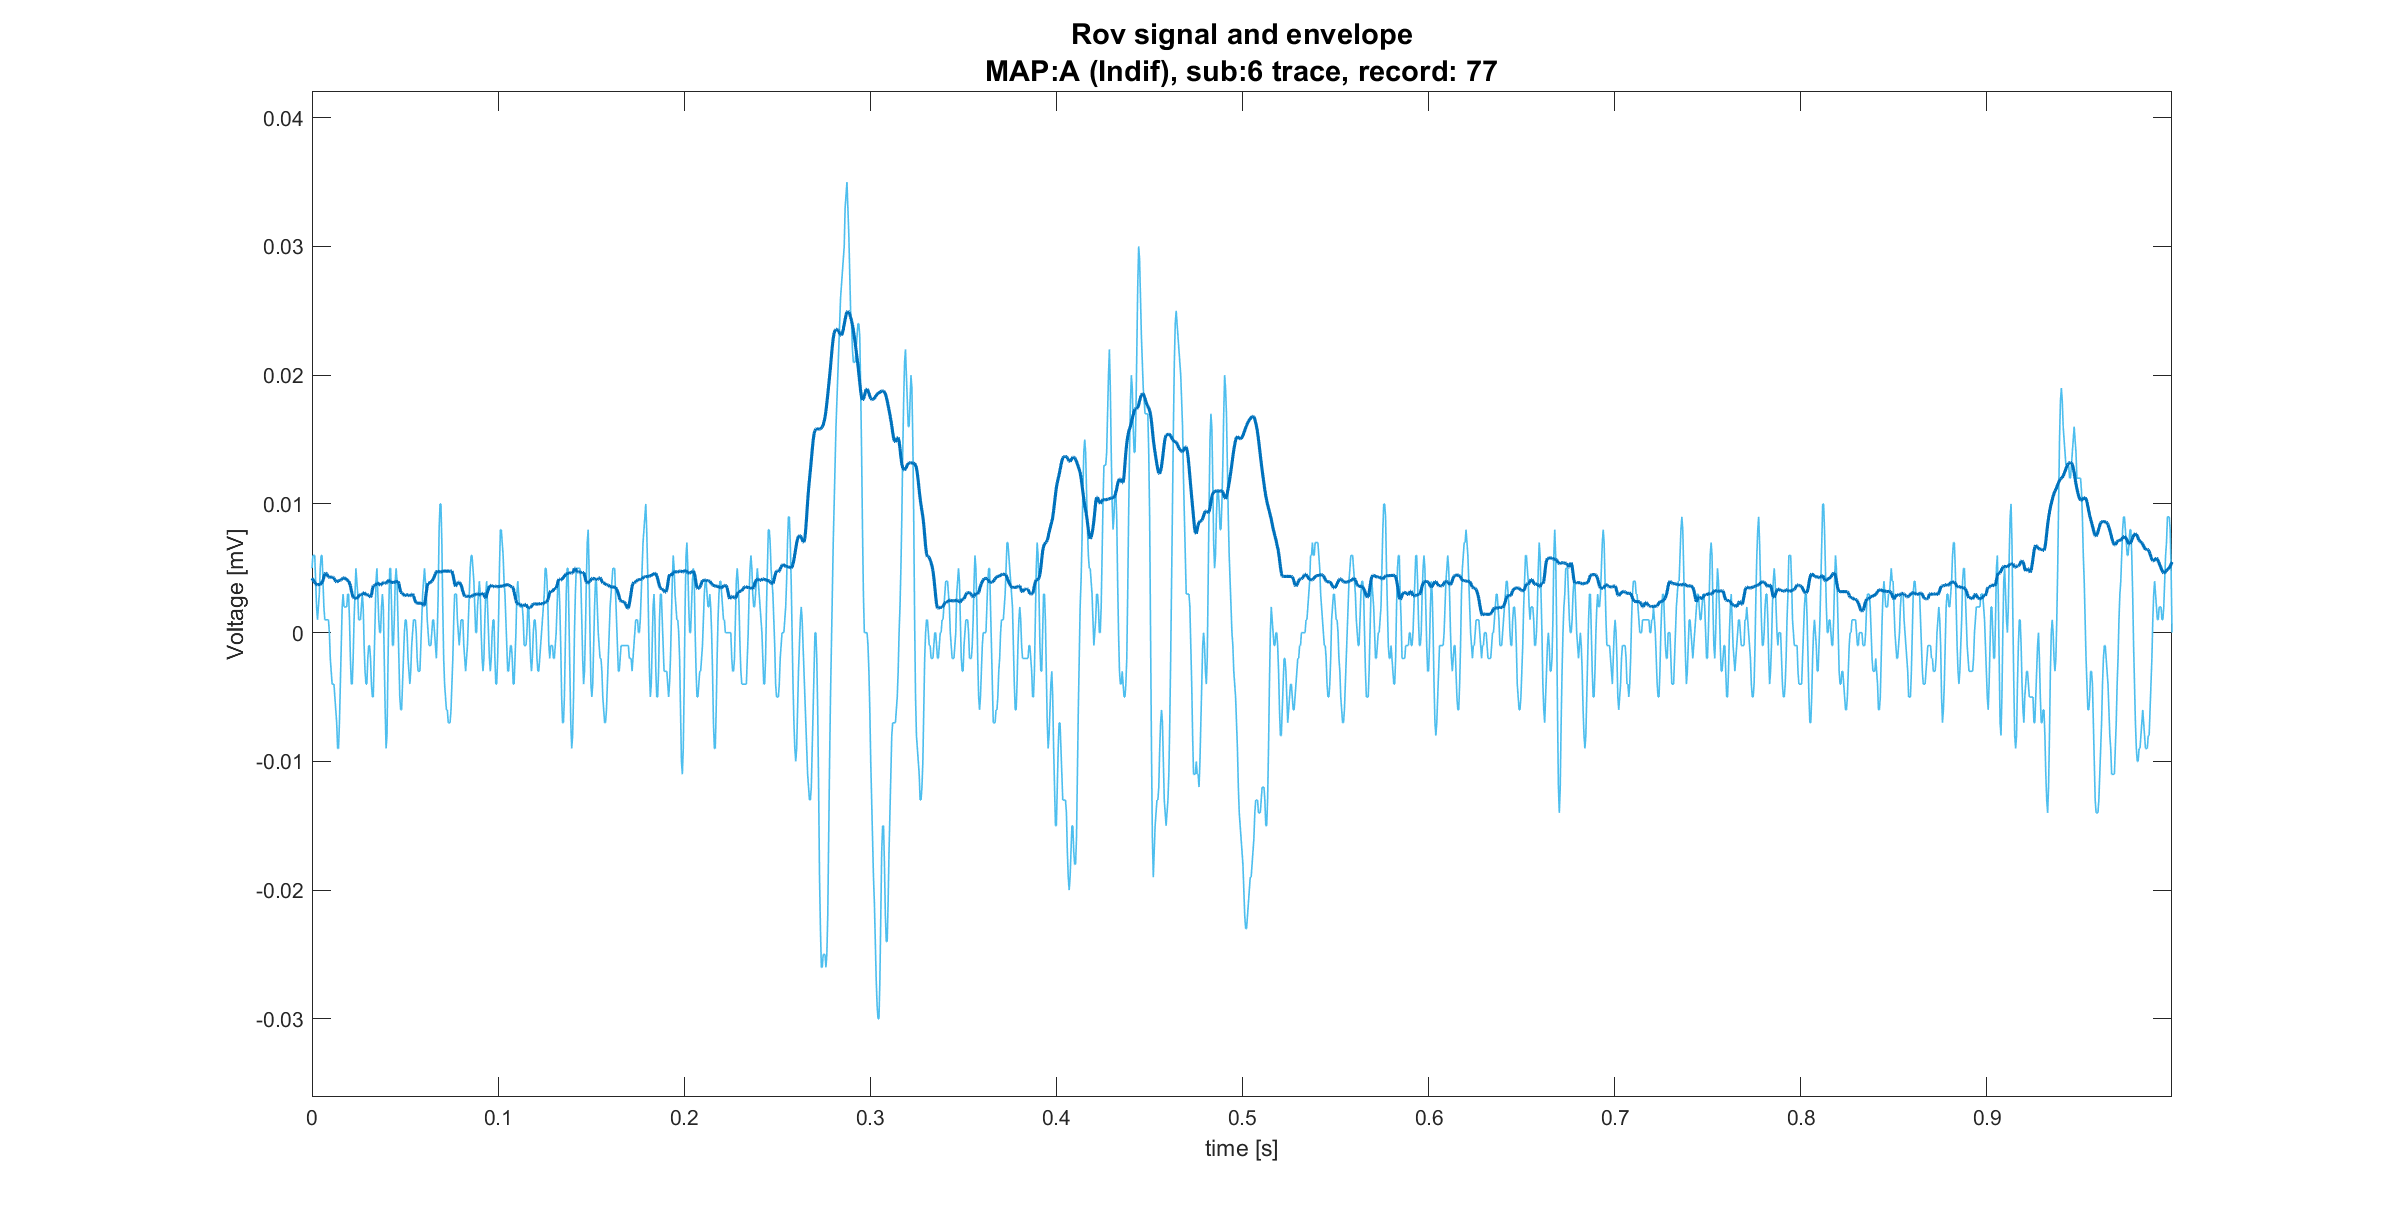 Rov signal and envelope
MAP:A (Indif), sub:6 trace, record: 77
0.04
0.03
0.02
0.01
0
-0.01
-0.02
-0.03
Voltage [mV]
0 0.1 0.2 0.3 0.4 0.5 0.6 0.7 0.8 0.9
time [s]